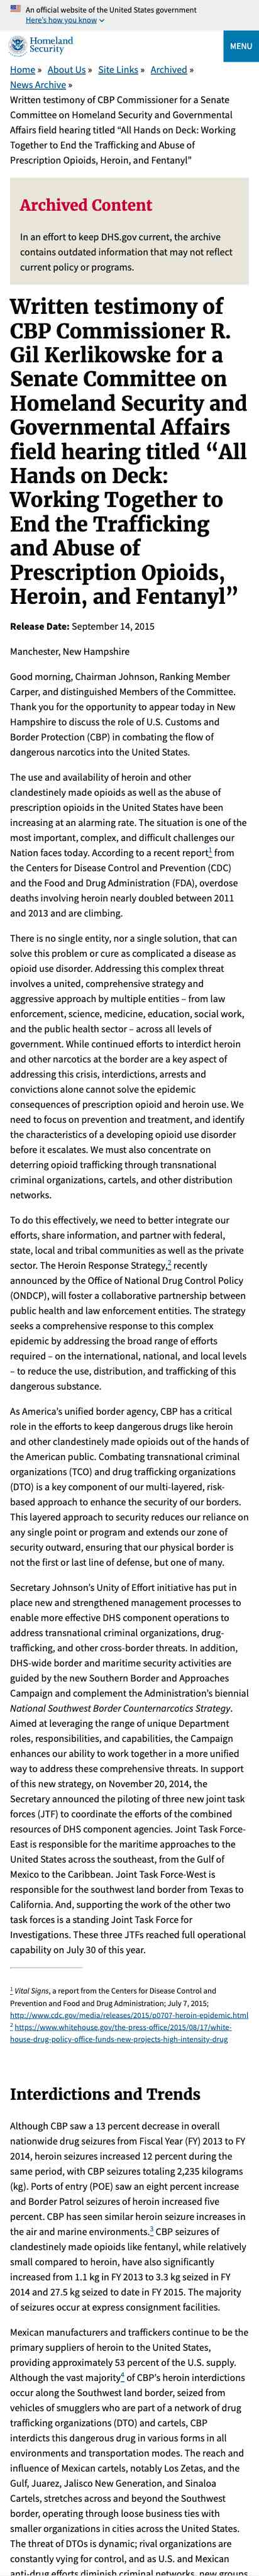 An official website of the United States government
Here's how you know
Homeland
Security
MENU
Home » About Us » Site Links » Archived »
News Archive »
Written testimony of CBP Commissioner for a Senate
Committee on Homeland Security and Governmental
Affairs field hearing titled “All Hands on Deck: Working
Together to End the Trafficking and Abuse of
Prescription Opioids, Heroin, and Fentanyl”
Archived Content
In an effort to keep DHS.gov current, the archive
contains outdated information that may not reflect
current policy or programs.
Written testimony of
CBP Commissioner R.
Gil Kerlikowske for a
Senate Committee on
Homeland Security and
Governmental Affairs
field hearing titled “All
Hands on Deck:
Working Together to
End the Trafficking
and Abuse of
Prescription Opioids,
Heroin, and Fentanyl”
Release Date: September 14, 2015
Manchester, New Hampshire
Good morning, Chairman Johnson, Ranking Member
Carper, and distinguished Members of the Committee.
Thank you for the opportunity to appear today in New
Hampshire to discuss the role of U.S. Customs and
Border Protection (CBP) in combating the flow of
dangerous narcotics into the United States.
The use and availability of heroin and other
clandestinely made opioids as well as the abuse of
prescription opioids in the United States have been
increasing at an alarming rate. The situation is one of the
most important, complex, and difficult challenges our
Nation faces today. According to a recent report1 from
the Centers for Disease Control and Prevention (CDC)
and the Food and Drug Administration (FDA), overdose
deaths involving heroin nearly doubled between 2011
and 2013 and are climbing.
There is no single entity, nor a single solution, that can
solve this problem or cure as complicated a disease as
opioid use disorder. Addressing this complex threat
involves a united, comprehensive strategy and
aggressive approach by multiple entities – from law
enforcement, science, medicine, education, social work,
and the public health sector – across all levels of
government. While continued efforts to interdict heroin
and other narcotics at the border are a key aspect of
addressing this crisis, interdictions, arrests and
convictions alone cannot solve the epidemic
consequences of prescription opioid and heroin use. We
need to focus on prevention and treatment, and identify
the characteristics of a developing opioid use disorder
before it escalates. We must also concentrate on
deterring opioid trafficking through transnational
criminal organizations, cartels, and other distribution
networks.
To do this effectively, we need to better integrate our
efforts, share information, and partner with federal,
state, local and tribal communities as well as the private
sector. The Heroin Response Strategy,2 recently
announced by the Office of National Drug Control Policy
(ONDCP), will foster a collaborative partnership between
public health and law enforcement entities. The strategy
seeks a comprehensive response to this complex
epidemic by addressing the broad range of efforts
required – on the international, national, and local levels
– to reduce the use, distribution, and trafficking of this
dangerous substance.
As America’s unified border agency, CBP has a critical
role in the efforts to keep dangerous drugs like heroin
and other clandestinely made opioids out of the hands of
the American public. Combating transnational criminal
organizations (TCO) and drug trafficking organizations
(DTO) is a key component of our multi-layered, risk-
based approach to enhance the security of our borders.
This layered approach to security reduces our reliance on
any single point or program and extends our zone of
security outward, ensuring that our physical border is
not the first or last line of defense, but one of many.
Secretary Johnson’s Unity of Effort initiative has put in
place new and strengthened management processes to
enable more effective DHS component operations to
address transnational criminal organizations, drug-
trafficking, and other cross-border threats. In addition,
DHS-wide border and maritime security activities are
guided by the new Southern Border and Approaches
Campaign and complement the Administration’s biennial
National Southwest Border Counternarcotics Strategy.
Aimed at leveraging the range of unique Department
roles, responsibilities, and capabilities, the Campaign
enhances our ability to work together in a more unified
way to address these comprehensive threats. In support
of this new strategy, on November 20, 2014, the
Secretary announced the piloting of three new joint task
forces (JTF) to coordinate the efforts of the combined
resources of DHS component agencies. Joint Task Force-
East is responsible for the maritime approaches to the
United States across the southeast, from the Gulf of
Mexico to the Caribbean. Joint Task Force-West is
responsible for the southwest land border from Texas to
California. And, supporting the work of the other two
task forces is a standing Joint Task Force for
Investigations. These three JTFs reached full operational
capability on July 30 of this year.
1 Vital Signs, a report from the Centers for Disease Control and
Prevention and Food and Drug Administration; July 7, 2015;
http://www.cdc.gov/media/releases/2015/p0707-heroin-epidemic.html
2 https://www.whitehouse.gov/the-press-office/2015/08/17/white-
house-drug-policy-office-funds-new-projects-high-intensity-drug
Interdictions and Trends
Although CBP saw a 13 percent decrease in overall
nationwide drug seizures from Fiscal Year (FY) 2013 to FY
2014, heroin seizures increased 12 percent during the
same period, with CBP seizures totaling 2,235 kilograms
(kg). Ports of entry (POE) saw an eight percent increase
and Border Patrol seizures of heroin increased five
percent. CBP has seen similar heroin seizure increases in
the air and marine environments.3 CBP seizures of
clandestinely made opioids like fentanyl, while relatively
small compared to heroin, have also significantly
increased from 1.1 kg in FY 2013 to 3.3 kg seized in FY
2014 and 27.5 kg seized to date in FY 2015. The majority
of seizures occur at express consignment facilities.
Mexican manufacturers and traffickers continue to be the
primary suppliers of heroin to the United States,
providing approximately 53 percent of the U.S. supply.
Although the vast majority4 of CBP’s heroin interdictions
occur along the Southwest land border, seized from
vehicles of smugglers who are part of a network of drug
trafficking organizations (DTO) and cartels, CBP
interdicts this dangerous drug in various forms in all
environments and transportation modes. The reach and
influence of Mexican cartels, notably Los Zetas, and the
Gulf, Juarez, Jalisco New Generation, and Sinaloa
Cartels, stretches across and beyond the Southwest
border, operating through loose business ties with
smaller organizations in cities across the United States.
The threat of DTOs is dynamic; rival organizations are
constantly vying for control, and as U.S. and Mexican
anti-drug efforts diminish criminal networks, new groups